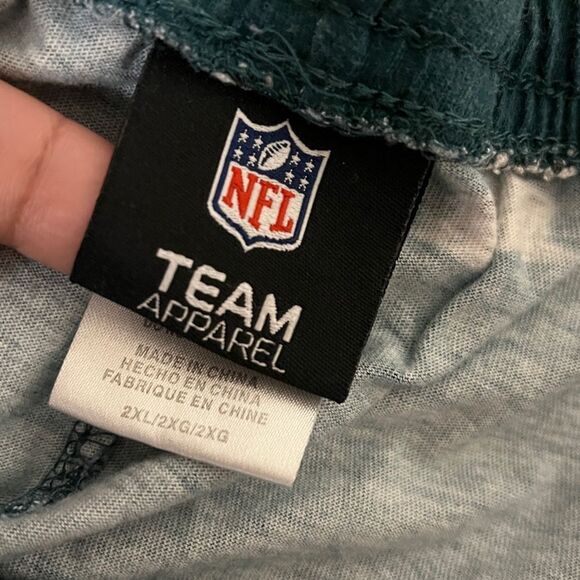 NFL
TEAM
APPAREL
MADE IN CHINA
HECHO EN CHINA
FABRIQUE EN CHINE
2XL/2XG/2XG